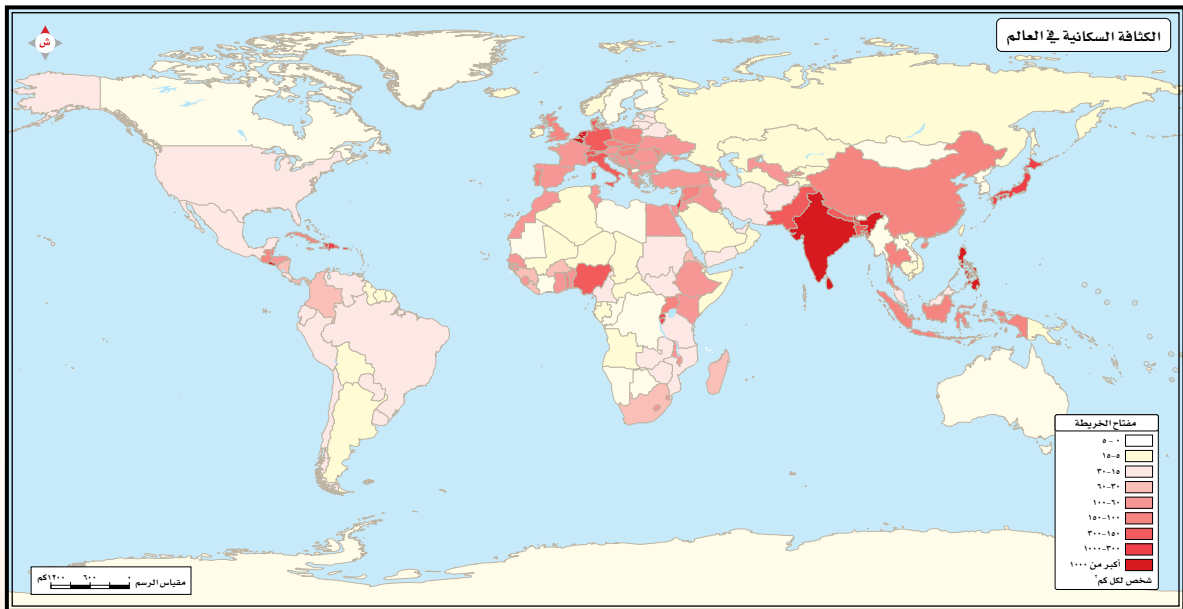 الكثافة السكانية في العالم
ش
مفتاح الخريطة
٠ - ٥
٥-١٥
١٥-٣٠
٣٠-٦٠
٦٠-١٠٠
١٠٠-١٥٠
١٥٠-٣٠٠
٣٠٠-١٠٠٠
أكبر من ١٠٠٠
شخص لكل كم٢
مقياس الرسم ٠ ٦٠٠ ١٢٠٠كم